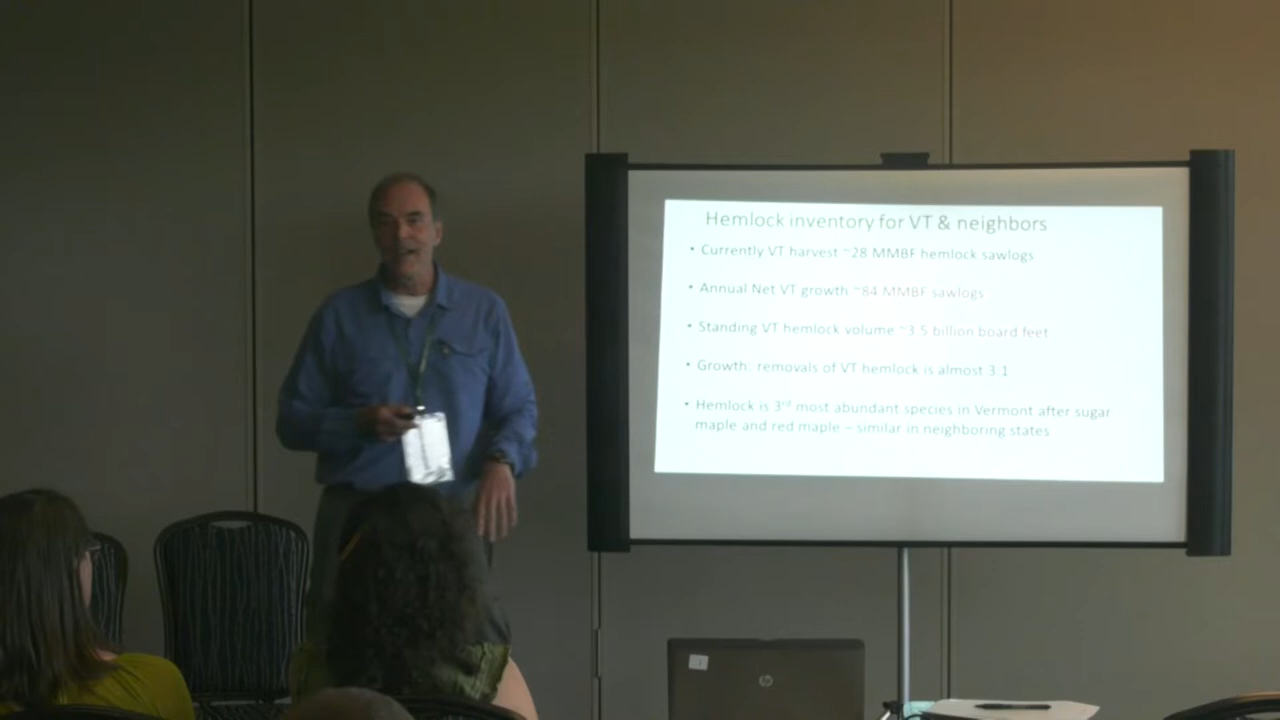 Hemlock inventory for VT & neighbors
• Currently VT harvest ~28 MMBF hemlock sawlogs
• Annual Net VT growth ~84 MMBF sawlogs
• Standing VT hemlock volume ~3.5 billion board feet
• Growth: removals of VT hemlock is almost 3:1
• Hemlock is 3rd most abundant species in Vermont after sugar
maple and red maple – similar in neighboring states
hp